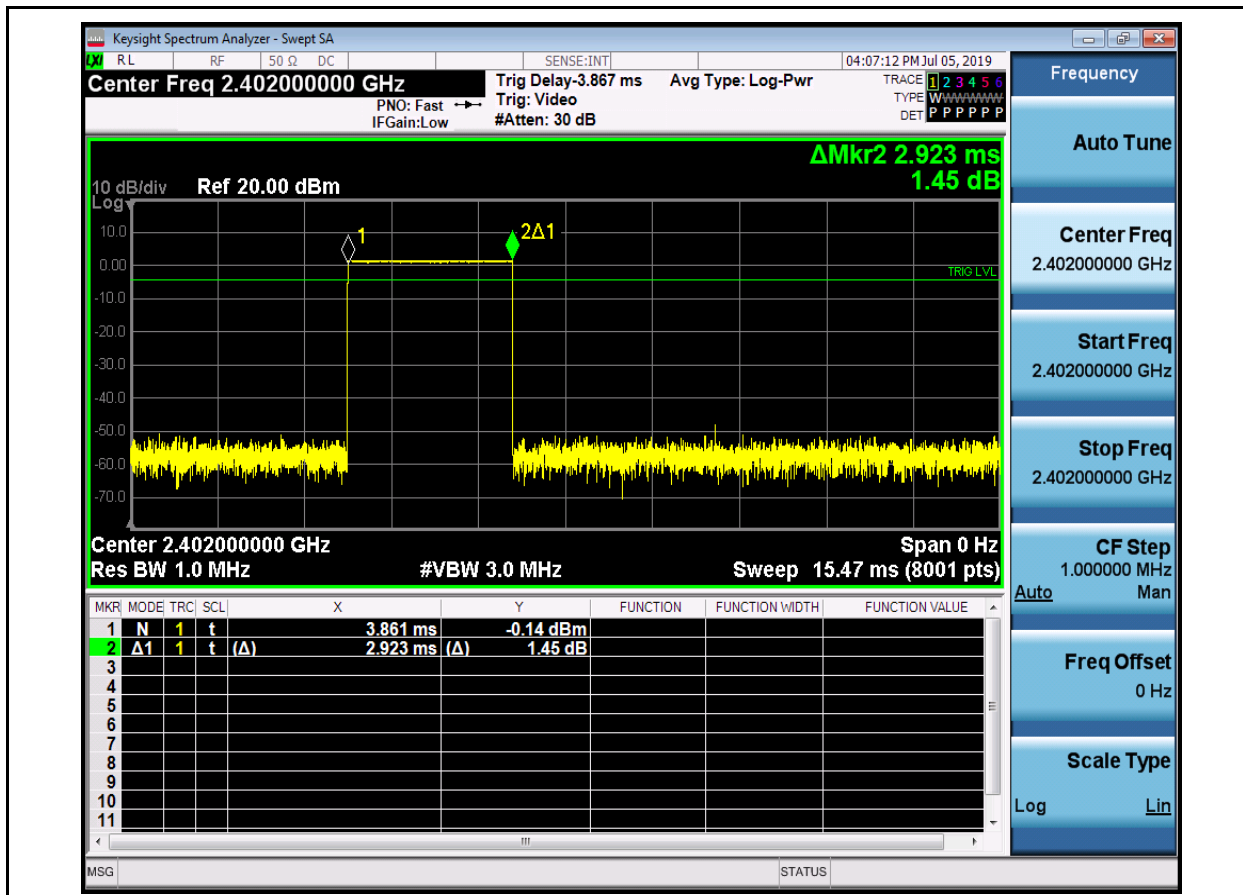 Keysight Spectrum Analyzer - Swept SA
LXI RL RF 50 Ω DC SENSE:INT 04:07:12 PM Jul 05, 2019
Center Freq 2.402000000 GHz
PNO: Fast
IFGain:Low
Trig Delay-3.867 ms
Trig: Video
#Atten: 30 dB
Avg Type: Log-Pwr
TRACE 1 2 3 4 5 6
TYPE WWWWWW
DET P P P P P P
ΔMkr2 2.923 ms
1.45 dB
10 dB/div Ref 20.00 dBm
Log
10.0
0.00
-10.0
-20.0
-30.0
-40.0
-50.0
-60.0
-70.0
1
2Δ1
TRIG LVL
Center 2.402000000 GHz Span 0 Hz
Res BW 1.0 MHz #VBW 3.0 MHz Sweep 15.47 ms (8001 pts)
MKR MODE TRC SCL X Y FUNCTION FUNCTION WIDTH FUNCTION VALUE
1 N 1 t 3.861 ms -0.14 dBm
2 Δ1 1 t (Δ) 2.923 ms (Δ) 1.45 dB
3
4
5
6
7
8
9
10
11
MSG STATUS
Frequency
Auto Tune
Center Freq
2.402000000 GHz
Start Freq
2.402000000 GHz
Stop Freq
2.402000000 GHz
CF Step
1.000000 MHz
Auto Man
Freq Offset
0 Hz
Scale Type
Log Lin